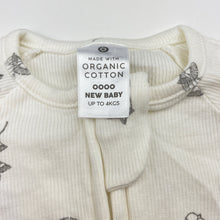 MADE WITH
ORGANIC
COTTON
0000
NEW BABY
UP TO 4KGS